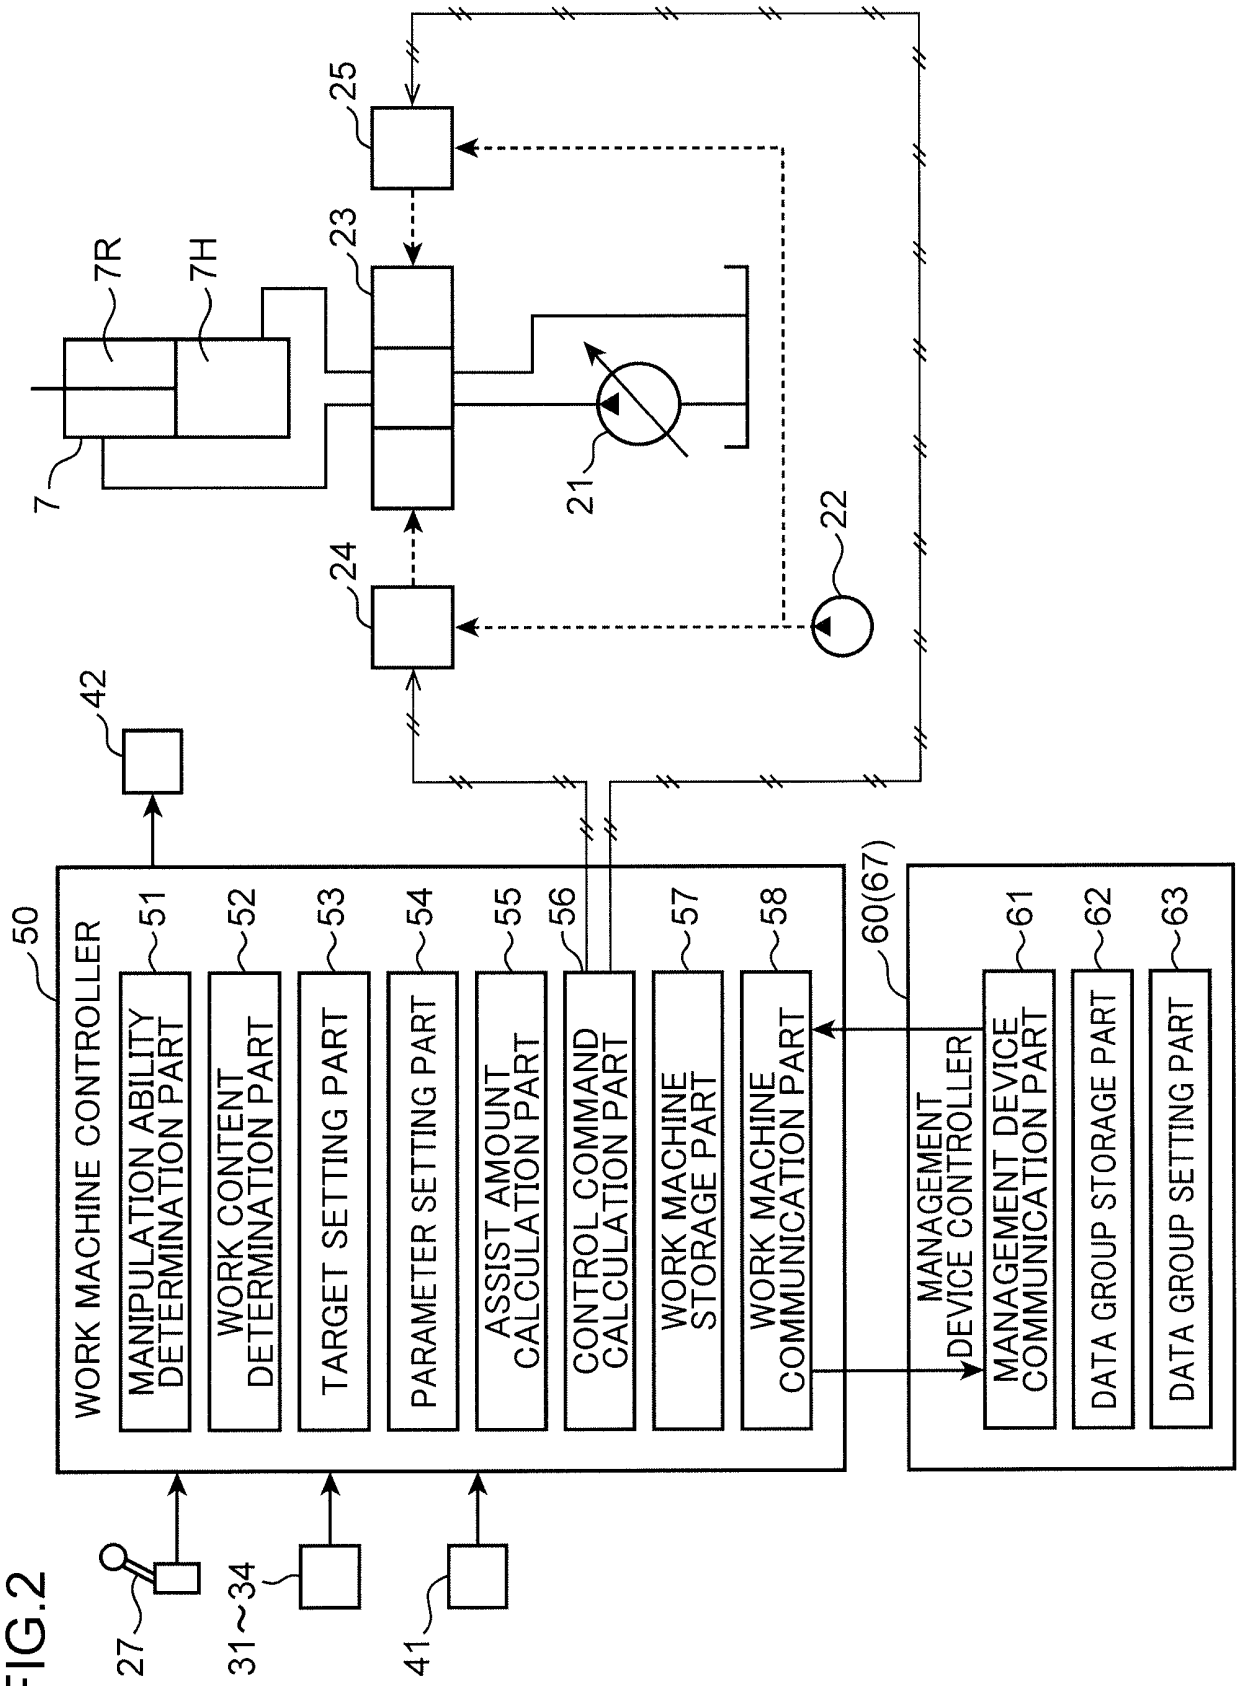 FIG.2
50
WORK MACHINE CONTROLLER
MANIPULATION ABILITY
DETERMINATION PART
51
WORK CONTENT
DETERMINATION PART
52
TARGET SETTING PART
53
PARAMETER SETTING PART
54
ASSIST AMOUNT
CALCULATION PART
55
CONTROL COMMAND
CALCULATION PART
56
WORK MACHINE
STORAGE PART
57
WORK MACHINE
COMMUNICATION PART
58
27
31～34
41
42
60(67)
MANAGEMENT
DEVICE CONTROLLER
MANAGEMENT DEVICE
COMMUNICATION PART
61
DATA GROUP STORAGE PART
62
DATA GROUP SETTING PART
63
7
7R
7H
24
23
25
21
22